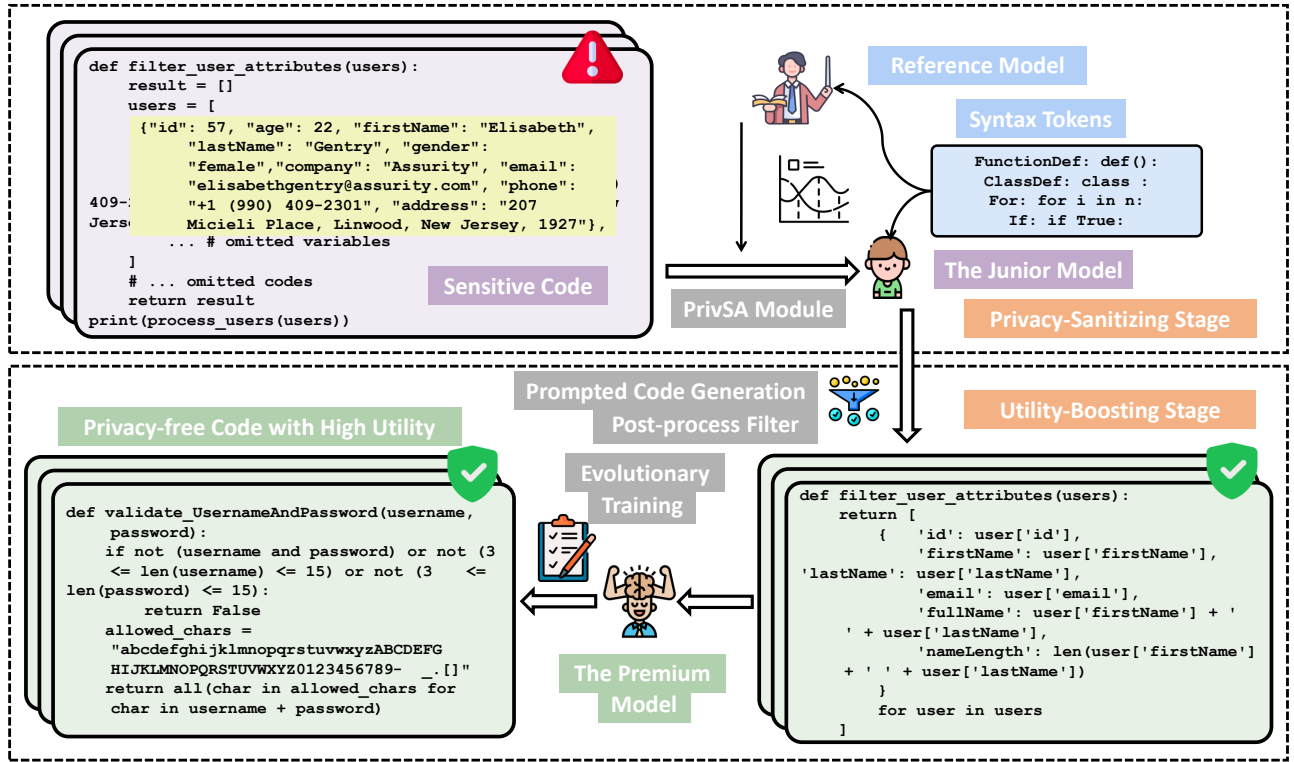 def filter_user_attributes(users):
result = []
users = [
{"id": 57, "age": 22, "firstName": "Elisabeth",
"lastName": "Gentry", "gender":
"female","company": "Assurity", "email":
"elisabethgentry@assurity.com", "phone":
"+1 (990) 409-2301", "address": "207
Micieli Place, Linwood, New Jersey, 1927"},
... # omitted variables
]
# ... omitted codes
return result
print(process_users(users))
Sensitive Code
Reference Model
Syntax Tokens
FunctionDef: def():
ClassDef: class :
For: for i in n:
If: if True:
The Junior Model
PrivSA Module
Privacy-Sanitizing Stage
Prompted Code Generation
Post-process Filter
Utility-Boosting Stage
Privacy-free Code with High Utility
Evolutionary
Training
def validate_UsernameAndPassword(username,
password):
if not (username and password) or not (3
<= len(username) <= 15) or not (3 <=
len(password) <= 15):
return False
allowed_chars =
"abcdefghijklmnopqrstuvwxyzABCDEFG
HIJKLMNOPQRSTUVWXYZ0123456789- _.[]"
return all(char in allowed_chars for
char in username + password)
The Premium
Model
def filter_user_attributes(users):
return [
{ 'id': user['id'],
'firstName': user['firstName'],
'lastName': user['lastName'],
'email': user['email'],
'fullName': user['firstName'] + '
' + user['lastName'],
'nameLength': len(user['firstName']
+ ' ' + user['lastName'])
}
for user in users
]